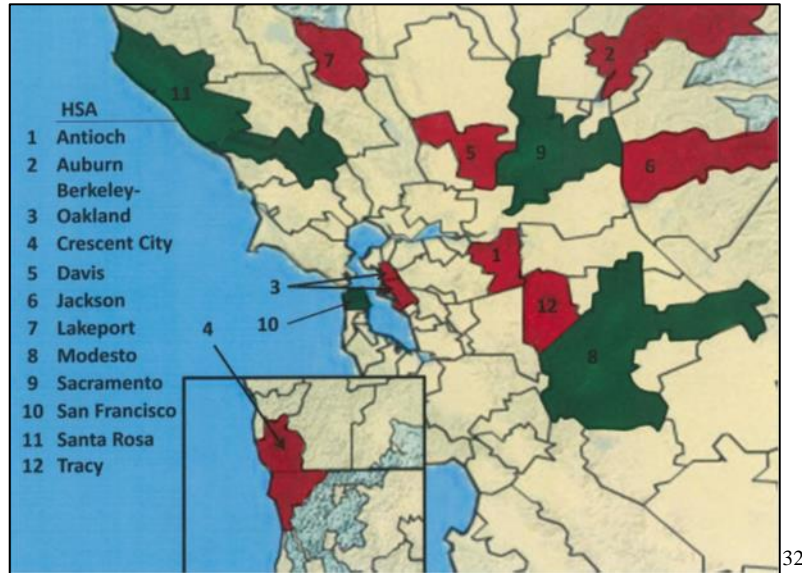 HSA
1 Antioch
2 Auburn
Berkeley-
3 Oakland
4 Crescent City
5 Davis
6 Jackson
7 Lakeport
8 Modesto
9 Sacramento
10 San Francisco
11 Santa Rosa
12 Tracy
7
2
11
5
9
6
1
3
12
10
4
8
32